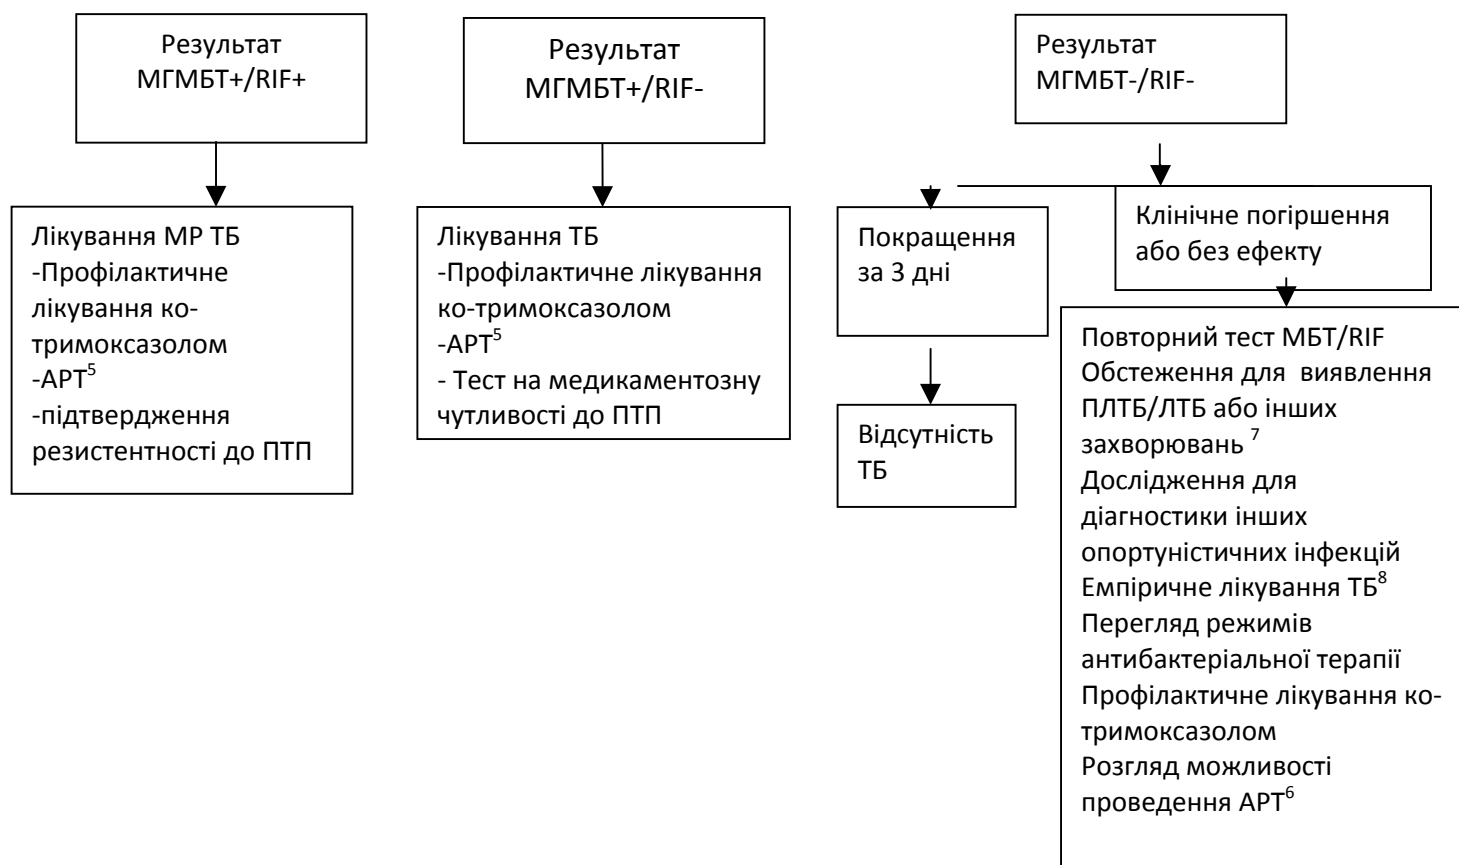 Результат
МГМБТ+/RIF+
Лікування МР ТБ
-Профілактичне
лікування ко-
тримоксазолом
-АРТ⁵
-підтвердження
резистентності до ПТП
Результат
МГМБТ+/RIF-
Лікування ТБ
-Профілактичне лікування
ко-тримоксазолом
-АРТ⁵
- Тест на медикаментозну
чутливості до ПТП
Результат
МГМБТ-/RIF-
Покращення
за 3 дні
Відсутність
ТБ
Клінічне погіршення
або без ефекту
Повторний тест МБТ/RIF
Обстеження для виявлення
ПЛТБ/ЛТБ або інших
захворювань ⁷
Дослідження для
діагностики інших
опортуністичних інфекцій
Емпіричне лікування ТБ⁸
Перегляд режимів
антибактеріальної терапії
Профілактичне лікування ко-
тримоксазолом
Розгляд можливості
проведення АРТ⁶